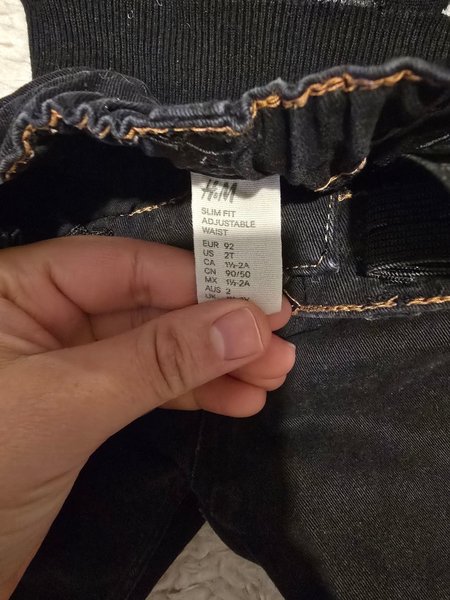 H&M
SLIM FIT
ADJUSTABLE
WAIST
EUR 92
US 2T
CA 1½-2A
CN 90/50
MX 1½-2A
AUS 2